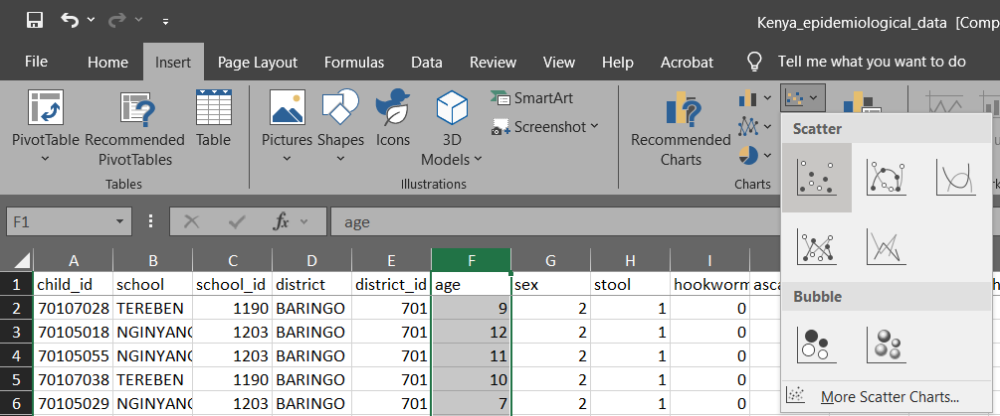 Kenya_epidemiological_data [Comp
File Home Insert Page Layout Formulas Data Review View Help Acrobat Tell me what you want to do
PivotTable Recommended PivotTables Table
Pictures Shapes Icons 3D Models
SmartArt
Screenshot
Recommended Charts
Tables Illustrations Charts
Scatter
Bubble
More Scatter Charts...
F1 fx age
A B C D E F G H I
1 child_id school school_id district district_id age sex stool hookworm asca
2 70107028 TEREBEN 1190 BARINGO 701 9 2 1 0
3 70105018 NGINYANG 1203 BARINGO 701 12 2 1 0
4 70105055 NGINYANG 1203 BARINGO 701 11 2 1 0
5 70107038 TEREBEN 1190 BARINGO 701 10 2 1 0
6 70105029 NGINYANG 1203 BARINGO 701 7 2 1 0